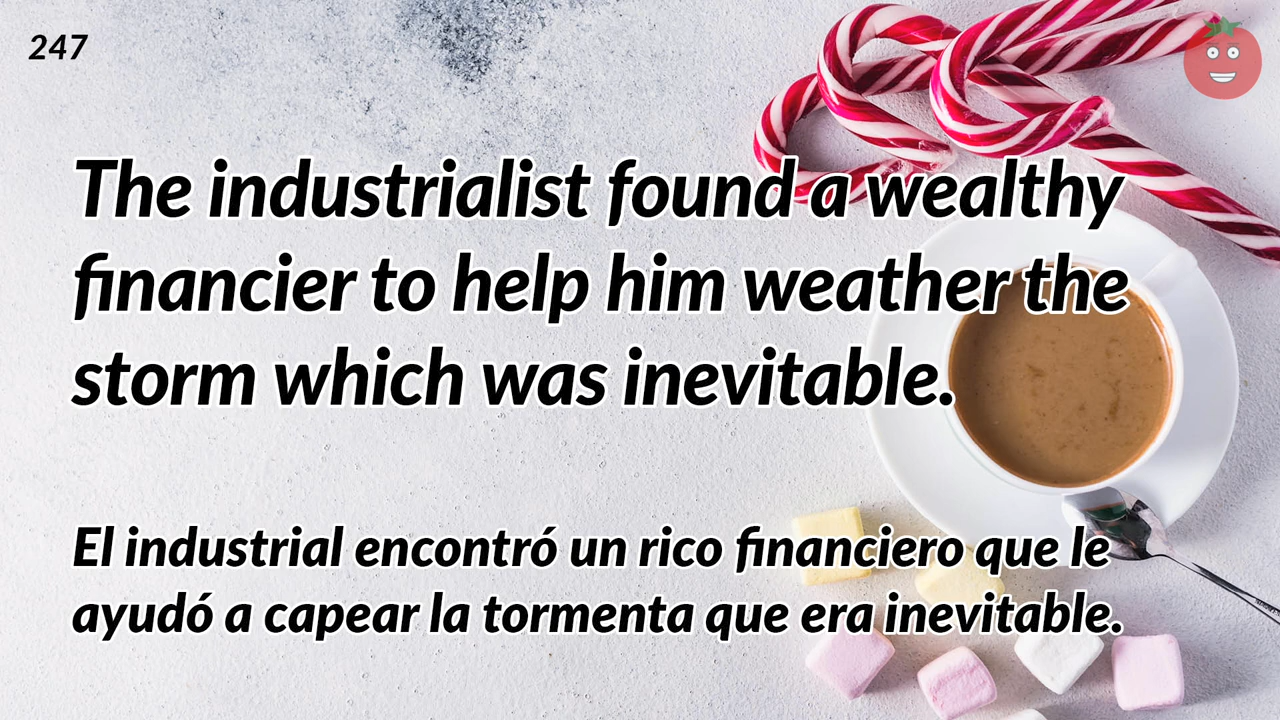 247
The industrialist found a wealthy
financier to help him weather the
storm which was inevitable.
El industrial encontró un rico financiero que le
ayudó a capear la tormenta que era inevitable.